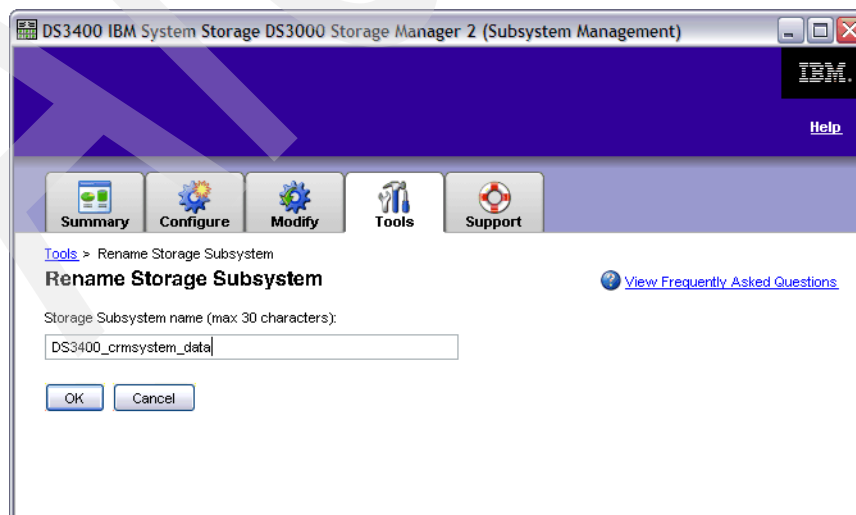 DS3400 IBM System Storage DS3000 Storage Manager 2 (Subsystem Management)
IBM.
Help
Summary Configure Modify Tools Support
Tools > Rename Storage Subsystem
Rename Storage Subsystem
View Frequently Asked Questions
Storage Subsystem name (max 30 characters):
DS3400_crmsystem_data
OK Cancel